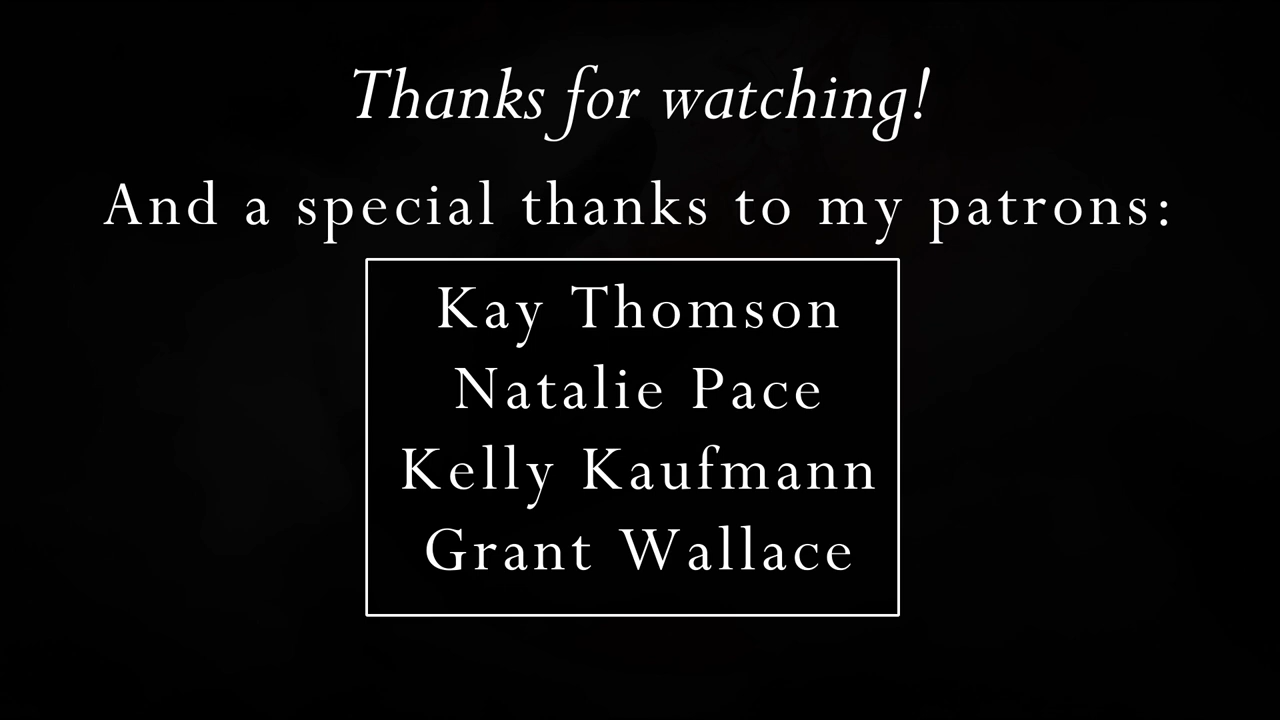 Thanks for watching!
And a special thanks to my patrons:
Kay Thomson
Natalie Pace
Kelly Kaufmann
Grant Wallace